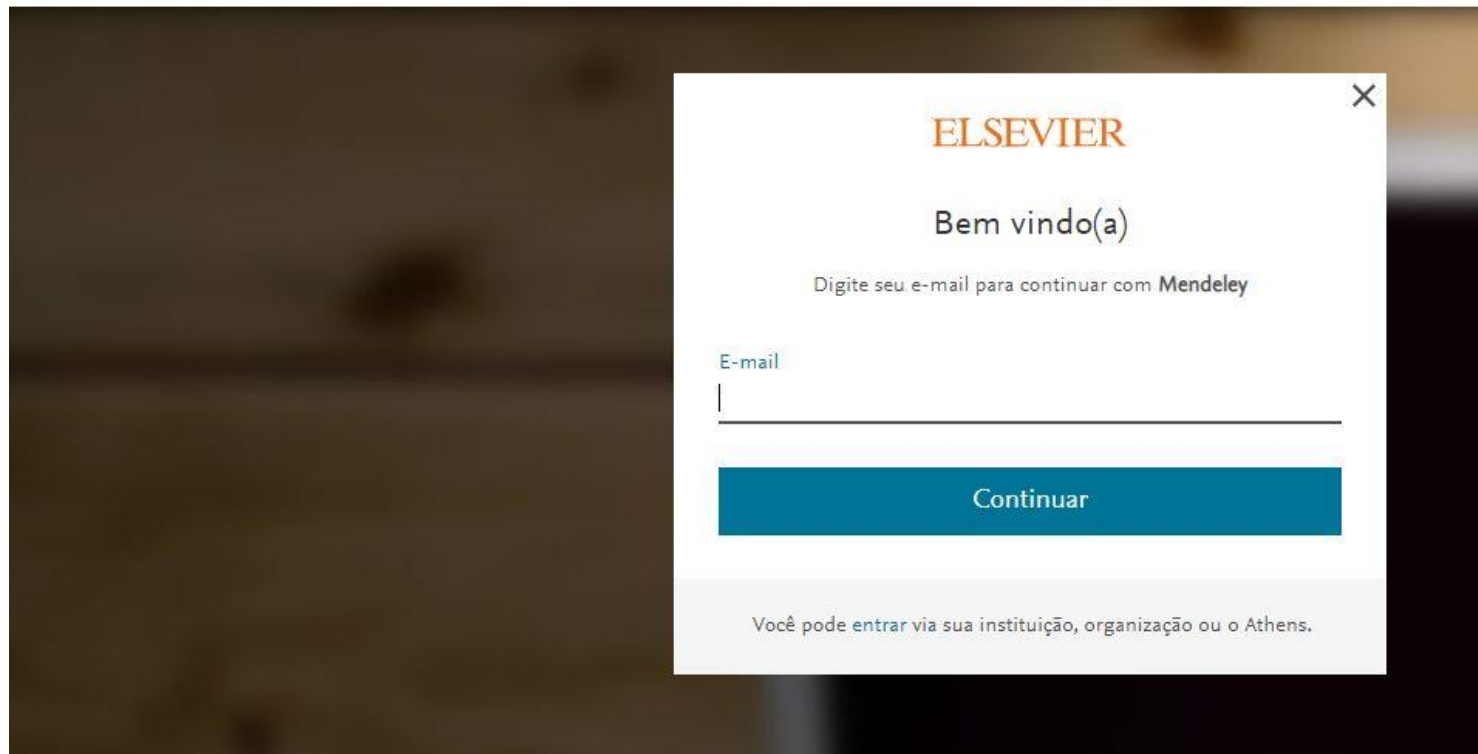 ELSEVIER
Bem vindo(a)
Digite seu e-mail para continuar com Mendeley
E-mail
Continuar
Você pode entrar via sua instituição, organização ou o Athens.